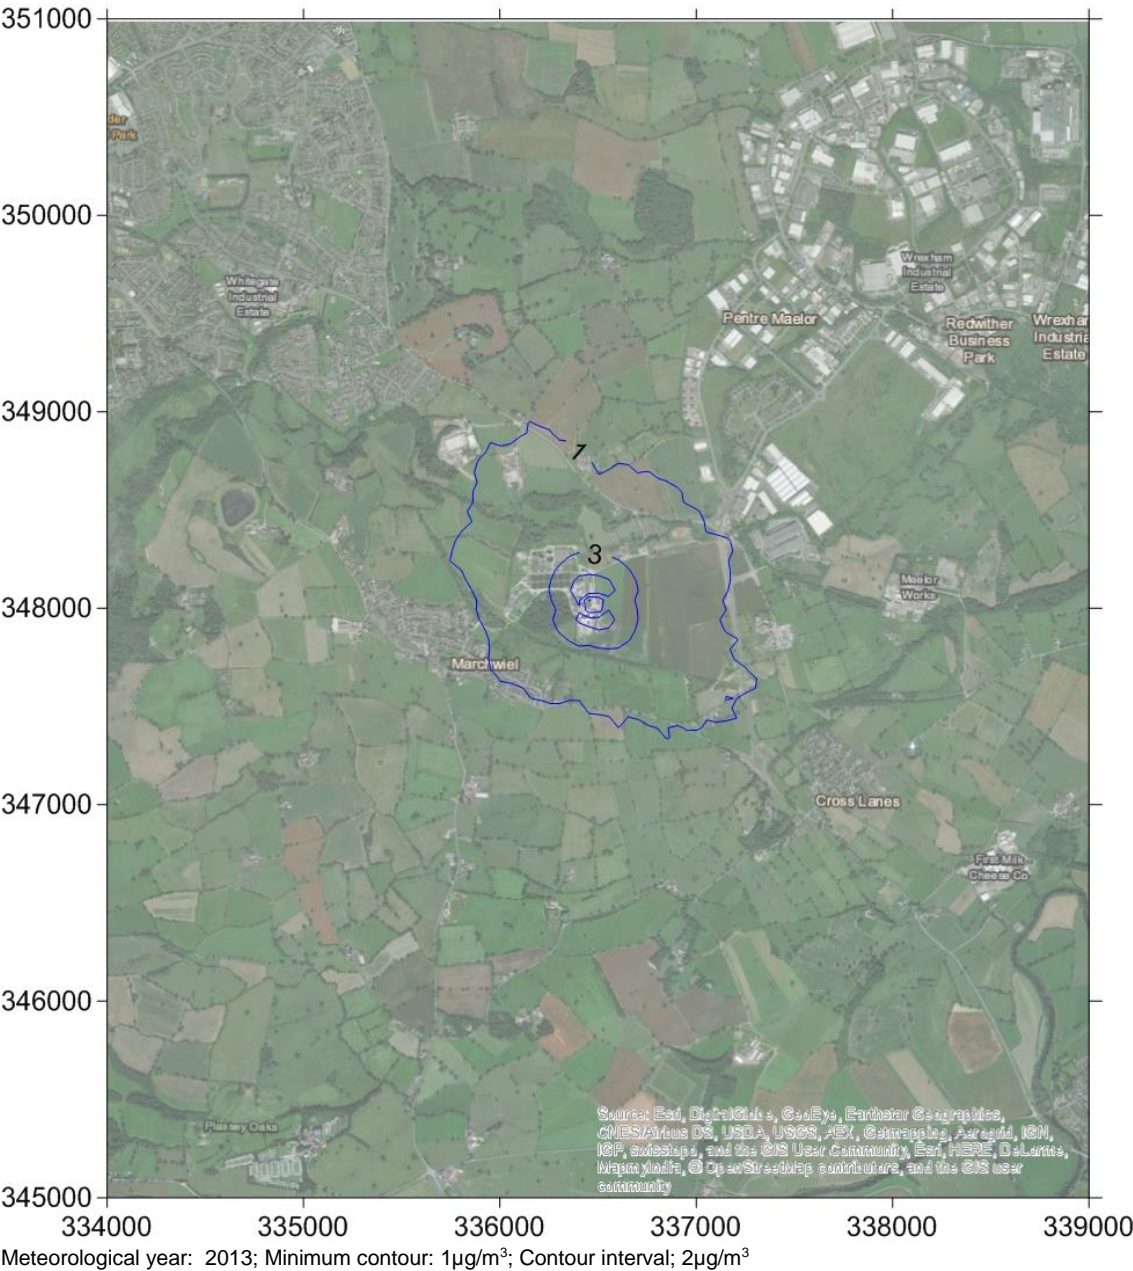 351000
350000
349000
348000
347000
346000
345000
334000 335000 336000 337000 338000 339000
der
Park
Whitegate
Industrial
Estate
Wrexham
Industrial
Estate
Pentre Maelor
Redwither
Business
Park
Wrexhar
Industria
Estate
1
3
Maelor
Works
Marchwiel
Cross Lanes
First Milk
Cheese Co
Plassey Oaks
Source: Esri, DigitalGlobe, GeoEye, Earthstar Geographics,
CNES/Airbus DS, USDA, USGS, AEX, Getmapping, Aerogrid, IGN,
IGP, swisstopo, and the GIS User Community, Esri, HERE, DeLorme,
MapmyIndia, © OpenStreetMap contributors, and the GIS user
community
Meteorological year: 2013; Minimum contour: 1µg/m³; Contour interval; 2µg/m³